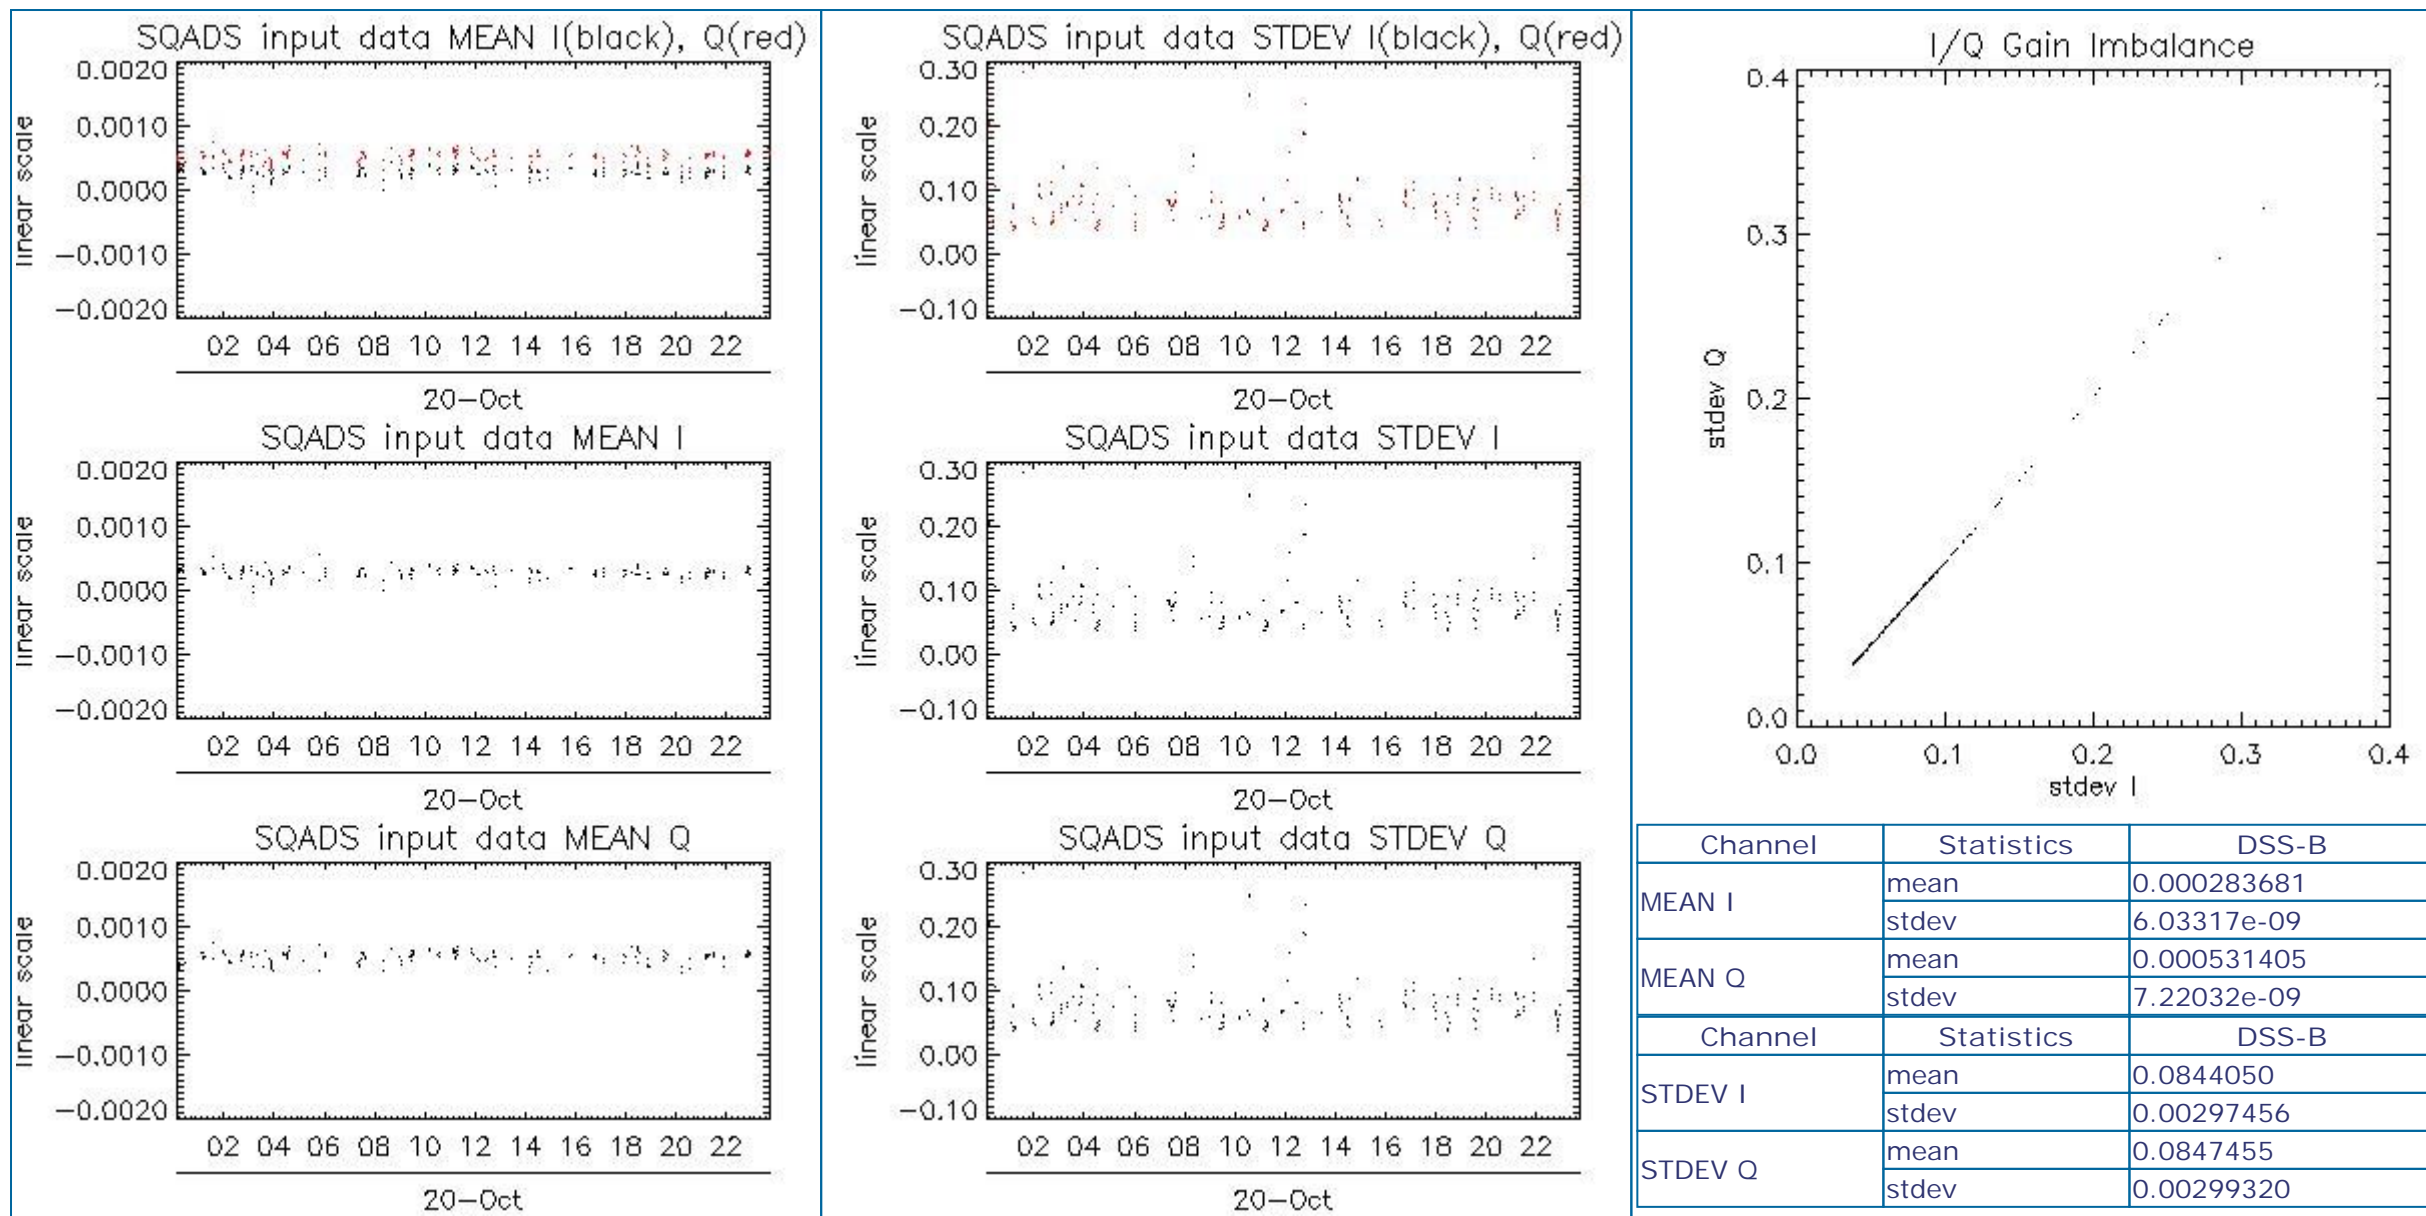 SQADS input data MEAN I(black), Q(red)
0.0020
0.0010
0.0000
−0.0010
−0.0020
linear scale
02 04 06 08 10 12 14 16 18 20 22
20−Oct
SQADS input data MEAN I
0.0020
0.0010
0.0000
−0.0010
−0.0020
linear scale
02 04 06 08 10 12 14 16 18 20 22
20−Oct
SQADS input data MEAN Q
0.0020
0.0010
0.0000
−0.0010
−0.0020
linear scale
02 04 06 08 10 12 14 16 18 20 22
20−Oct
SQADS input data STDEV I(black), Q(red)
0.30
0.20
0.10
0.00
−0.10
linear scale
02 04 06 08 10 12 14 16 18 20 22
20−Oct
SQADS input data STDEV I
0.30
0.20
0.10
0.00
−0.10
linear scale
02 04 06 08 10 12 14 16 18 20 22
20−Oct
SQADS input data STDEV Q
0.30
0.20
0.10
0.00
−0.10
linear scale
02 04 06 08 10 12 14 16 18 20 22
20−Oct
I/Q Gain Imbalance
0.4
0.3
0.2
0.1
0.0
stdev Q
0.0 0.1 0.2 0.3 0.4
stdev I
Channel Statistics DSS-B
MEAN I mean 0.000283681
stdev 6.03317e-09
MEAN Q mean 0.000531405
stdev 7.22032e-09
Channel Statistics DSS-B
STDEV I mean 0.0844050
stdev 0.00297456
STDEV Q mean 0.0847455
stdev 0.00299320